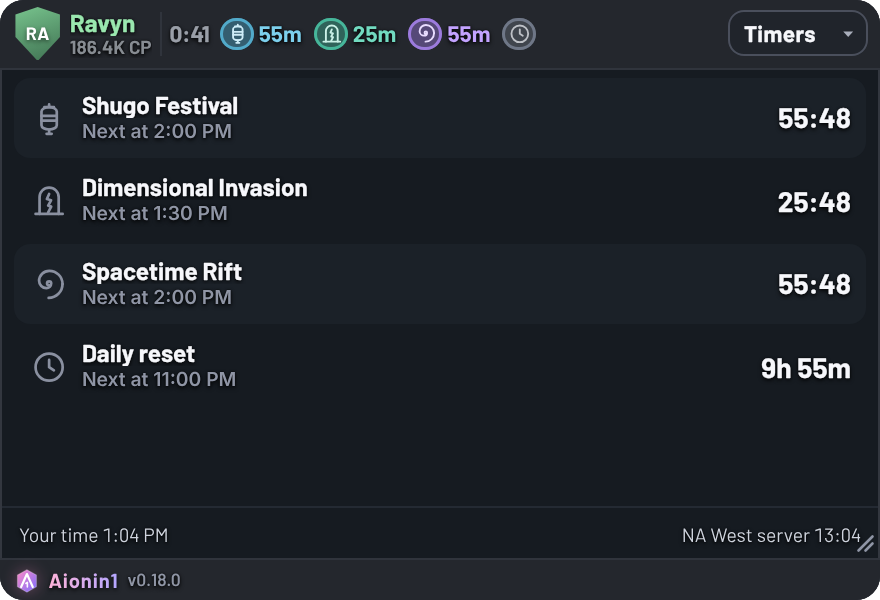 RA
Ravyn
186.4K CP
0:41
55m
25m
55m
Timers
Shugo Festival
Next at 2:00 PM
55:48
Dimensional Invasion
Next at 1:30 PM
25:48
Spacetime Rift
Next at 2:00 PM
55:48
Daily reset
Next at 11:00 PM
9h 55m
Your time 1:04 PM
NA West server 13:04
Aionin1 v0.18.0